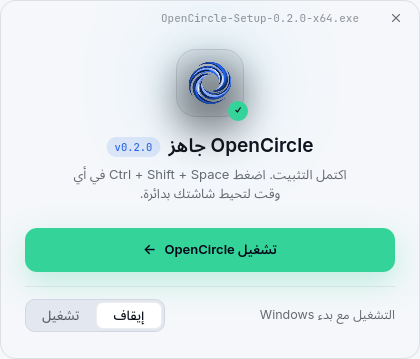 OpenCircle-Setup-0.2.0-x64.exe
OpenCircle جاهز v0.2.0
اكتمل التثبيت. اضغط Ctrl + Shift + Space في أي
وقت لتحيط شاشتك بدائرة.
تشغيل OpenCircle ←
التشغيل مع بدء Windows
إيقاف تشغيل